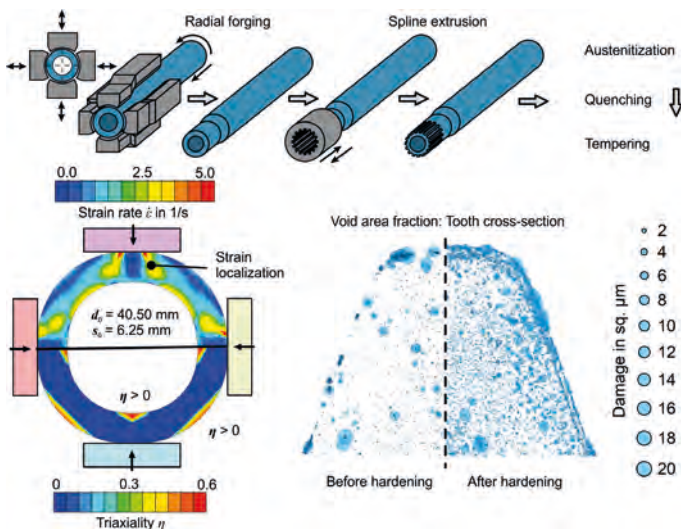 Radial forging
Spline extrusion
Austenitization
Quenching
Tempering
0.0 2.5 5.0
Strain rate ε̇ in 1/s
Strain
localization
d₀ = 40.50 mm
s₀ = 6.25 mm
η > 0
η > 0
0 0.3 0.6
Triaxiality η
Void area fraction: Tooth cross-section
Before hardening
After hardening
2
4
6
8
10
12
14
16
18
20
Damage in sq. µm